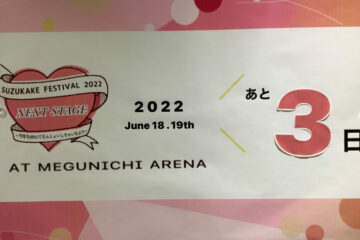 SUZUKAKE FESTIVAL 2022
NEXT STAGE
2022
June 18.19th
AT MEGUNICHI ARENA
あと
3
日